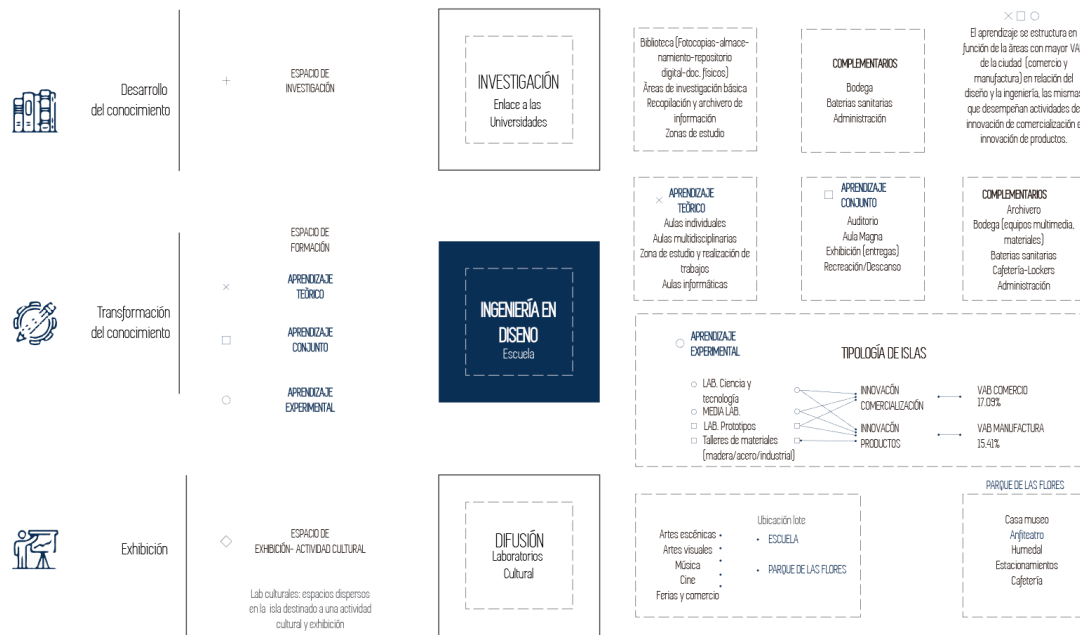 Desarrollo
del conocimiento
ESPACIO DE
INVESTIGACIÓN
INVESTIGACIÓN
Enlace a las
Universidades
Biblioteca (Fotocopias-almace-
namiento-repositorio
digital-doc. físicos)
Áreas de investigación básica
Recopilación y archivero de
información
Zonas de estudio
COMPLEMENTARIOS
Bodega
Baterias sanitarias
Administración
El aprendizaje se estructura en
función de la áreas con mayor VAB
de la ciudad (comercio y
manufactura) en relación del
diseño y la ingeniería, las mismas
que desempeñan actividades de
innovación de comercialización e
innovación de productos.
Transformación
del conocimiento
ESPACIO DE
FORMACIÓN
APRENDIZAJE
TEÓRICO
APRENDIZAJE
CONJUNTO
APRENDIZAJE
EXPERIMENTAL
INGENIERÍA EN
DISENO
Escuela
APRENDIZAJE
TEÓRICO
Aulas individuales
Aulas multidisciplinarias
Zona de estudio y realización de
trabajos
Aulas informáticas
APRENDIZAJE
CONJUNTO
Auditorio
Aula Magna
Exhibición (entregas)
Recreación/Descanso
COMPLEMENTARIOS
Archivero
Bodega (equipos multimedia,
materiales)
Baterias sanitarias
Cafetería-Lockers
Administración
APRENDIZAJE
EXPERIMENTAL
TIPOLOGÍA DE ISLAS
LAB. Ciencia y
tecnología
MEDIA LAB.
LAB. Prototipos
Talleres de materiales
(madera/acero/industrial)
INNOVACÓN
COMERCIALIZACIÓN
INNOVACÓN
PRODUCTOS
VAB COMERCIO
17.09%
VAB MANUFACTURA
15.41%
Exhibición
ESPACIO DE
EXHIBICIÓN- ACTIVIDAD CULTURAL
Lab culturales: espacios dispersos
en la isla destinado a una actividad
cultural y exhibición
DIFUSIÓN
Laboratorios
Cultural
Artes escénicas
Artes visuales
Música
Cine
Ferias y comercio
Ubicación lote
ESCUELA
PARQUE DE LAS FLORES
PARQUE DE LAS FLORES
Casa museo
Anfiteatro
Humedal
Estacionamientos
Cafetería